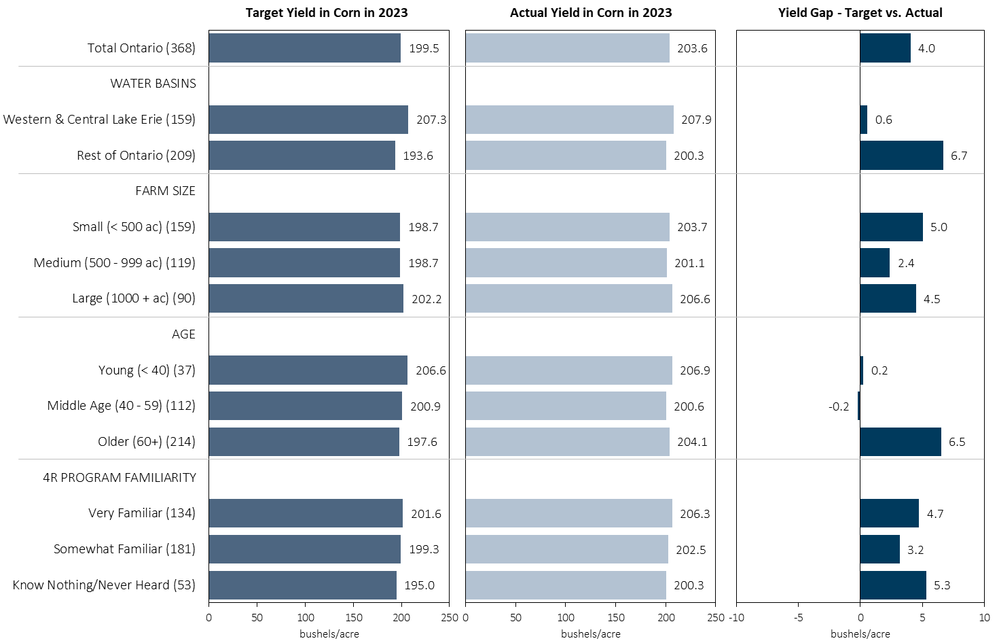 Target Yield in Corn in 2023 Actual Yield in Corn in 2023 Yield Gap - Target vs. Actual
Total Ontario (368) 199.5 203.6 4.0
WATER BASINS
Western & Central Lake Erie (159) 207.3 207.9 0.6
Rest of Ontario (209) 193.6 200.3 6.7
FARM SIZE
Small (< 500 ac) (159) 198.7 203.7 5.0
Medium (500 - 999 ac) (119) 198.7 201.1 2.4
Large (1000 + ac) (90) 202.2 206.6 4.5
AGE
Young (< 40) (37) 206.6 206.9 0.2
Middle Age (40 - 59) (112) 200.9 200.6 -0.2
Older (60+) (214) 197.6 204.1 6.5
4R PROGRAM FAMILIARITY
Very Familiar (134) 201.6 206.3 4.7
Somewhat Familiar (181) 199.3 202.5 3.2
Know Nothing/Never Heard (53) 195.0 200.3 5.3
0 50 100 150 200 250 0 50 100 150 200 250 -10 -5 0 5 10
bushels/acre bushels/acre bushels/acre